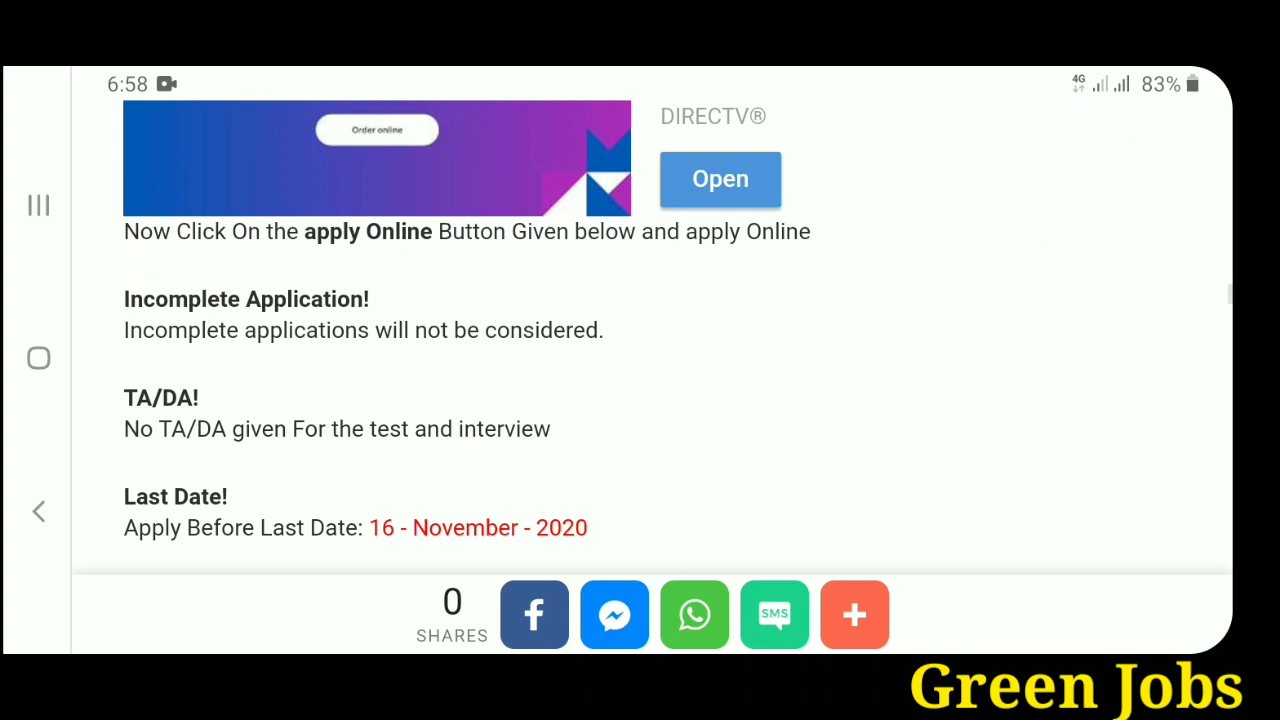 6:58
4G
83%
Order online
DIRECTV®
Open
Now Click On the apply Online Button Given below and apply Online
Incomplete Application!
Incomplete applications will not be considered.
TA/DA!
No TA/DA given For the test and interview
Last Date!
Apply Before Last Date: 16 - November - 2020
0
SHARES
SMS
Green Jobs